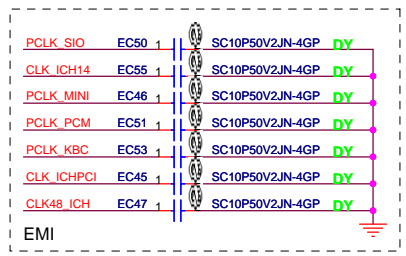 PCLK_SIO EC50 1 SC10P50V2JN-4GP DY
CLK_ICH14 EC55 1 SC10P50V2JN-4GP DY
PCLK_MINI EC46 1 SC10P50V2JN-4GP DY
PCLK_PCM EC51 1 SC10P50V2JN-4GP DY
PCLK_KBC EC53 1 SC10P50V2JN-4GP DY
CLK_ICHPCI EC45 1 SC10P50V2JN-4GP DY
CLK48_ICH EC47 1 SC10P50V2JN-4GP DY
EMI